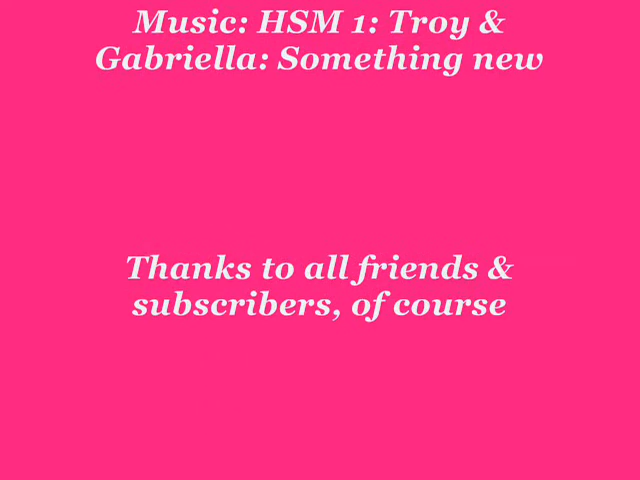 Music: HSM 1: Troy &
Gabriella: Something new
Thanks to all friends &
subscribers, of course